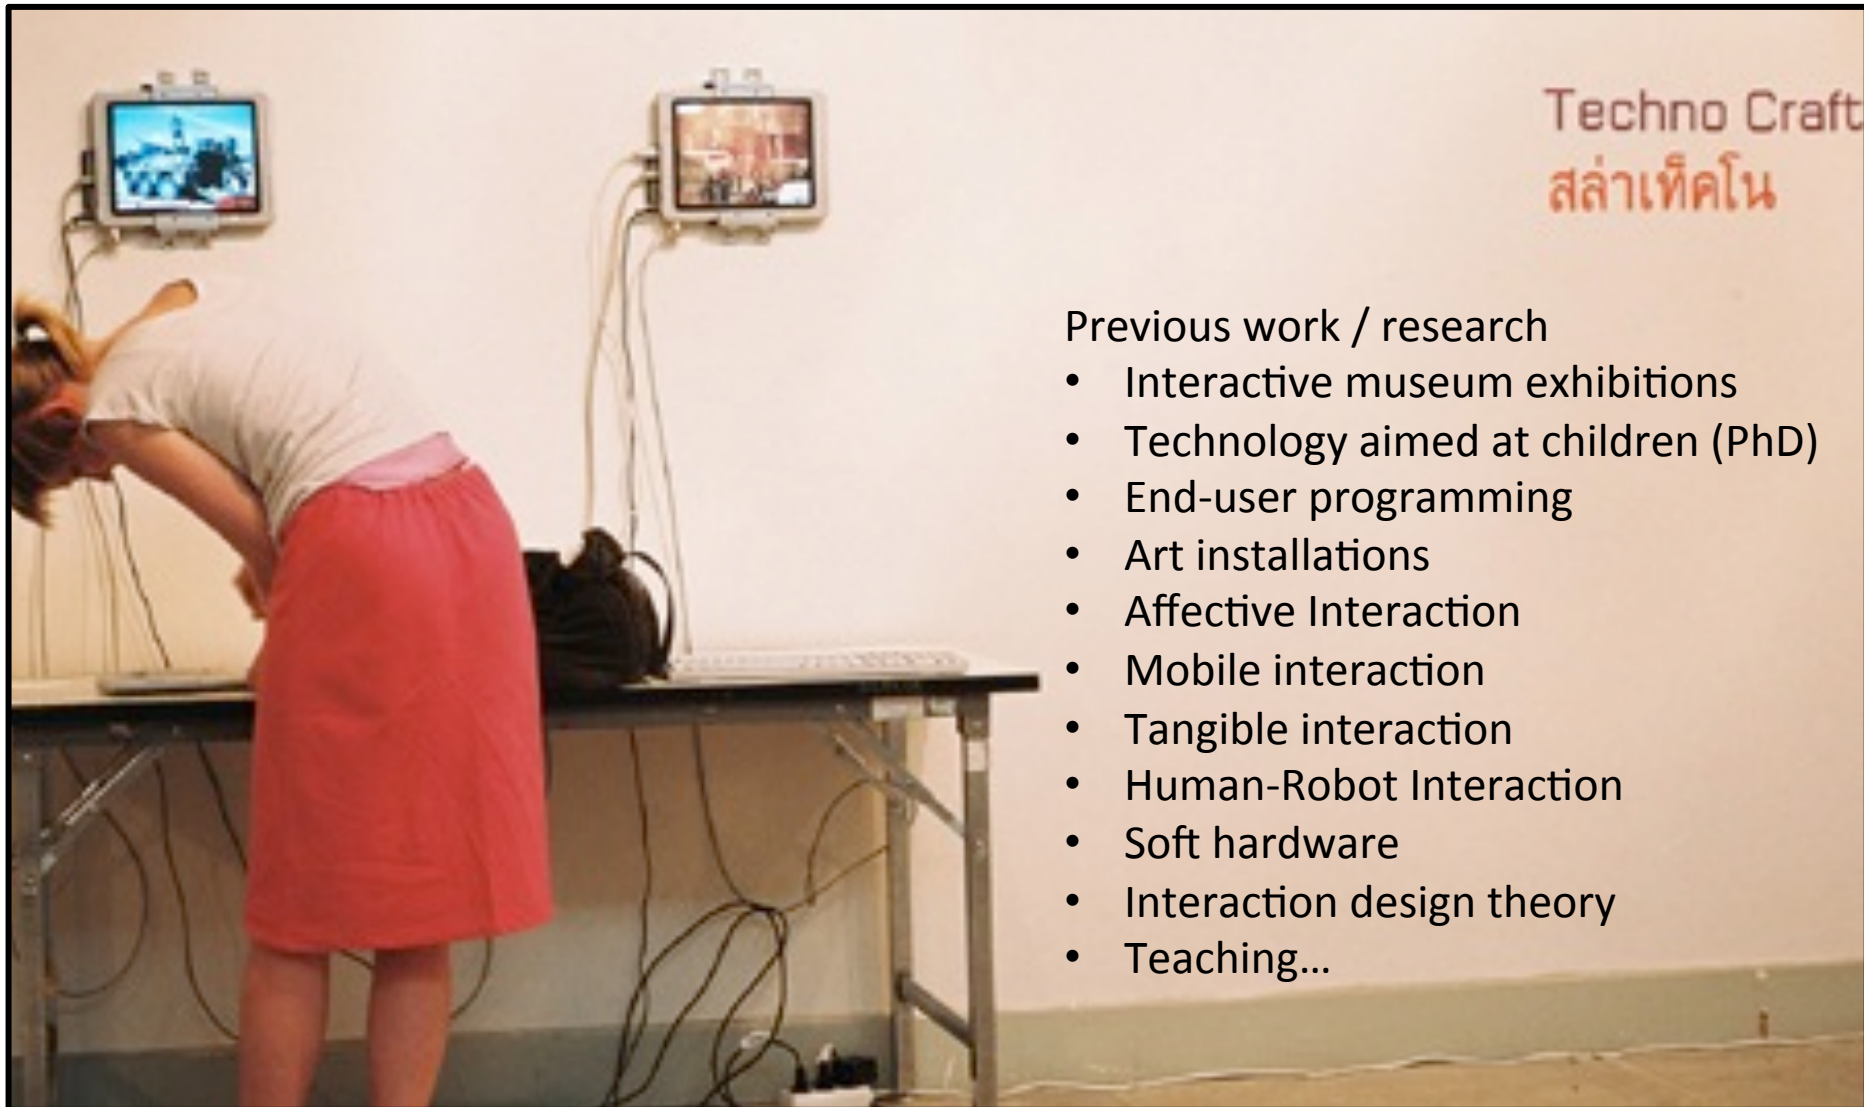 Techno Craft
สล่าเท็คโน
Previous work / research
• Interactive museum exhibitions
• Technology aimed at children (PhD)
• End-user programming
• Art installations
• Affective Interaction
• Mobile interaction
• Tangible interaction
• Human-Robot Interaction
• Soft hardware
• Interaction design theory
• Teaching…